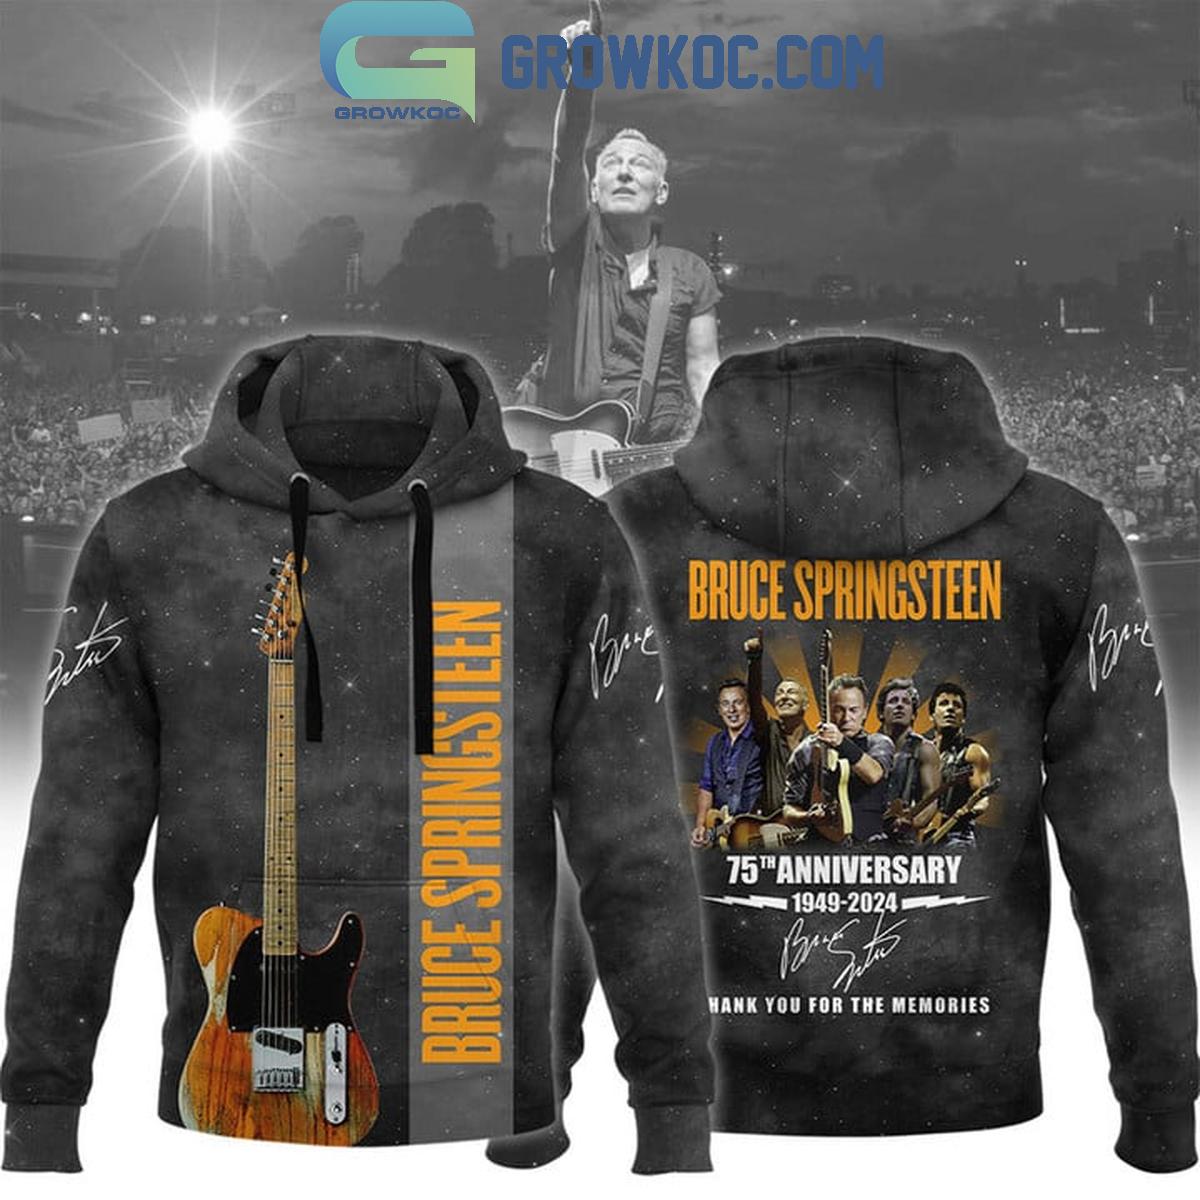 GROWKOC
GROWKOC.COM
BRUCE SPRINGSTEEN
BRUCE SPRINGSTEEN
75TH ANNIVERSARY
1949-2024
HANK YOU FOR THE MEMORIES